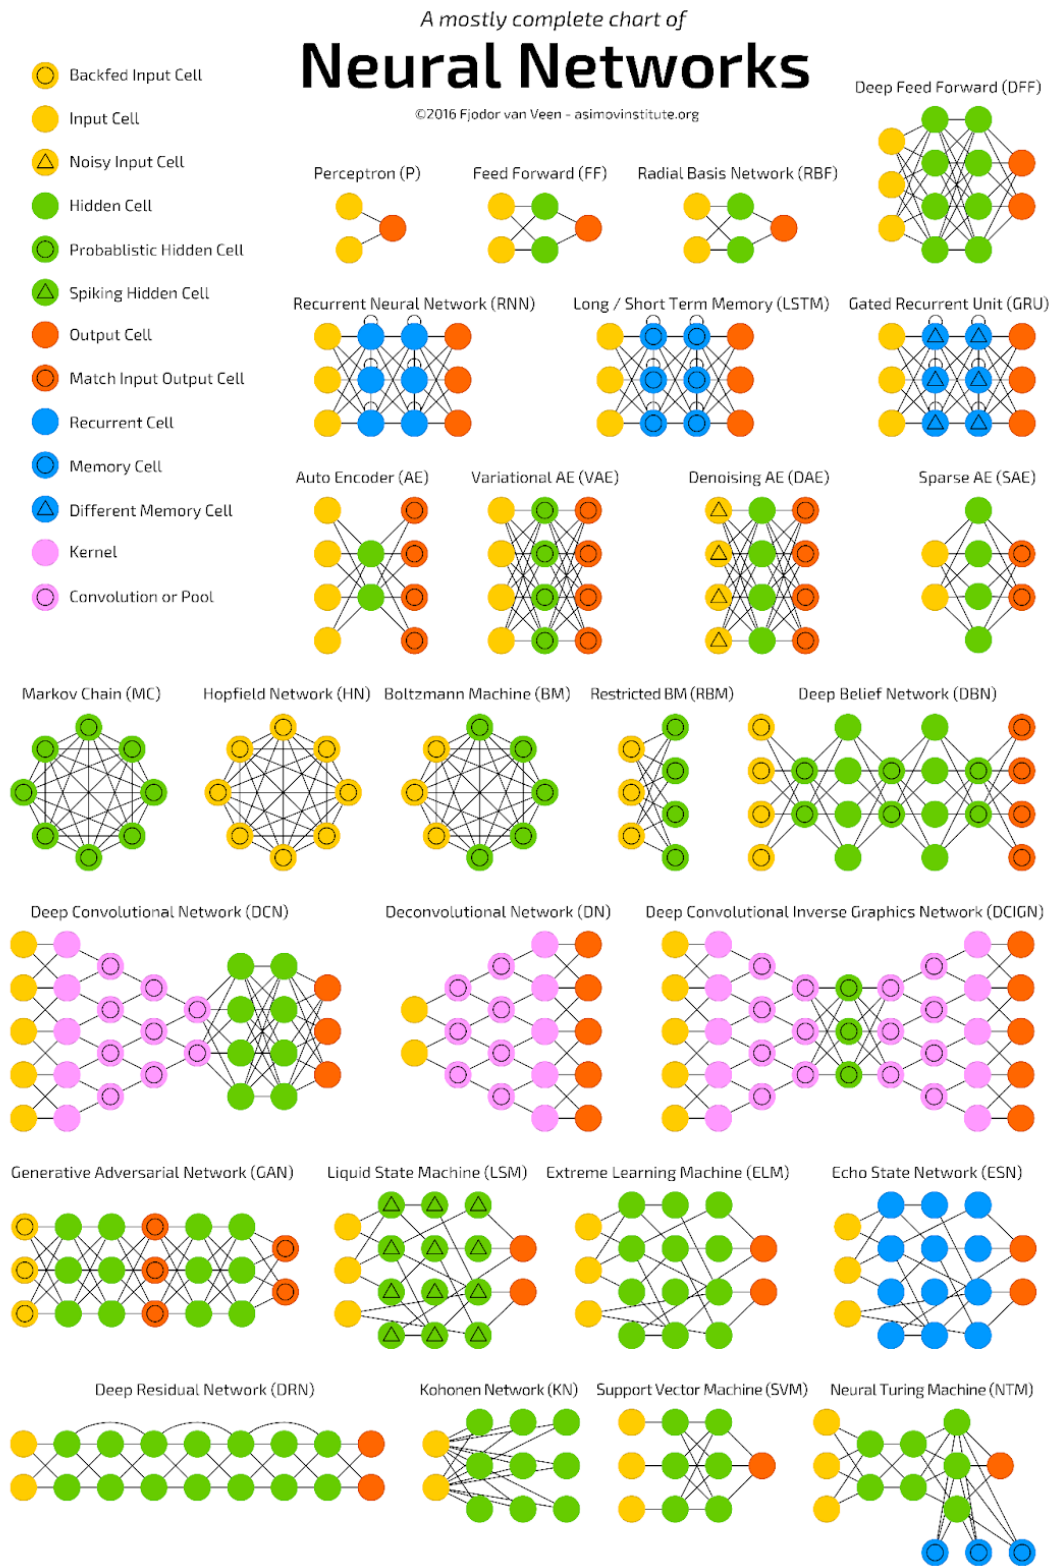 A mostly complete chart of
Neural Networks
©2016 Fjodor van Veen - asimovinstitute.org
Backfed Input Cell
Input Cell
Noisy Input Cell
Hidden Cell
Probablistic Hidden Cell
Spiking Hidden Cell
Output Cell
Match Input Output Cell
Recurrent Cell
Memory Cell
Different Memory Cell
Kernel
Convolution or Pool
Deep Feed Forward (DFF)
Perceptron (P)
Feed Forward (FF)
Radial Basis Network (RBF)
Recurrent Neural Network (RNN)
Long / Short Term Memory (LSTM)
Gated Recurrent Unit (GRU)
Auto Encoder (AE)
Variational AE (VAE)
Denoising AE (DAE)
Sparse AE (SAE)
Markov Chain (MC)
Hopfield Network (HN)
Boltzmann Machine (BM)
Restricted BM (RBM)
Deep Belief Network (DBN)
Deep Convolutional Network (DCN)
Deconvolutional Network (DN)
Deep Convolutional Inverse Graphics Network (DCIGN)
Generative Adversarial Network (GAN)
Liquid State Machine (LSM)
Extreme Learning Machine (ELM)
Echo State Network (ESN)
Deep Residual Network (DRN)
Kohonen Network (KN)
Support Vector Machine (SVM)
Neural Turing Machine (NTM)